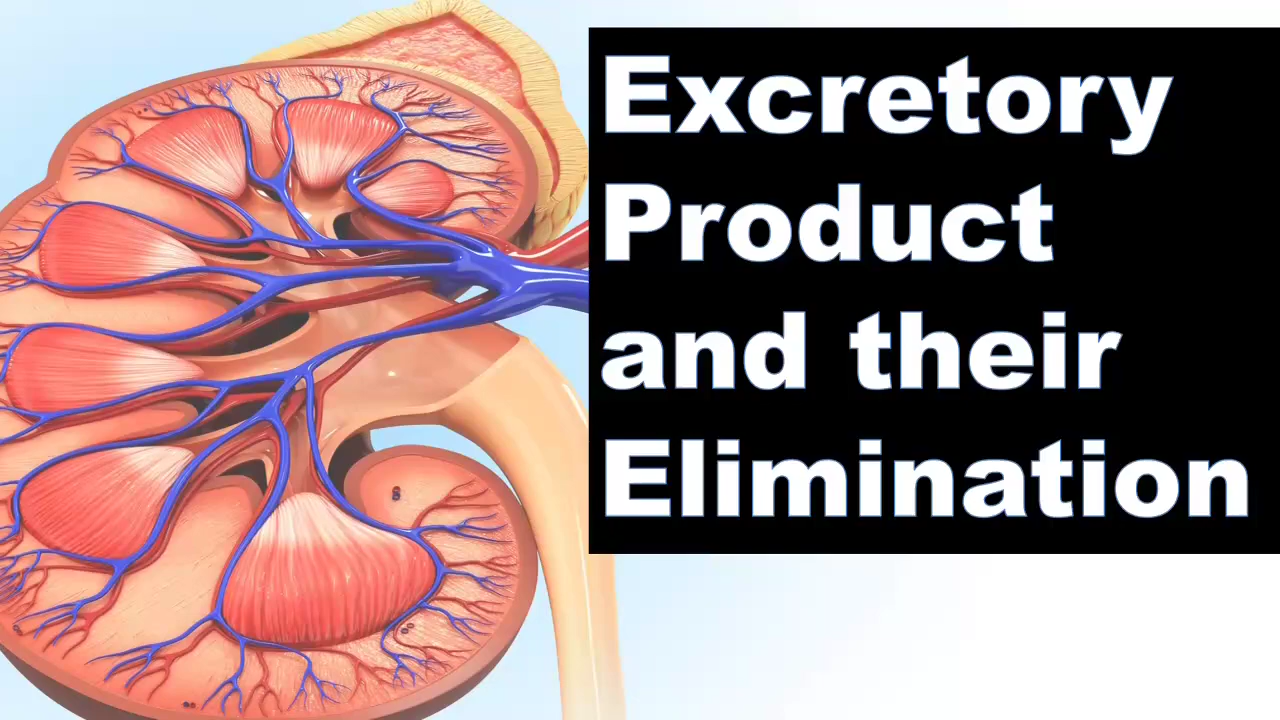 Excretory
Product
and their
Elimination